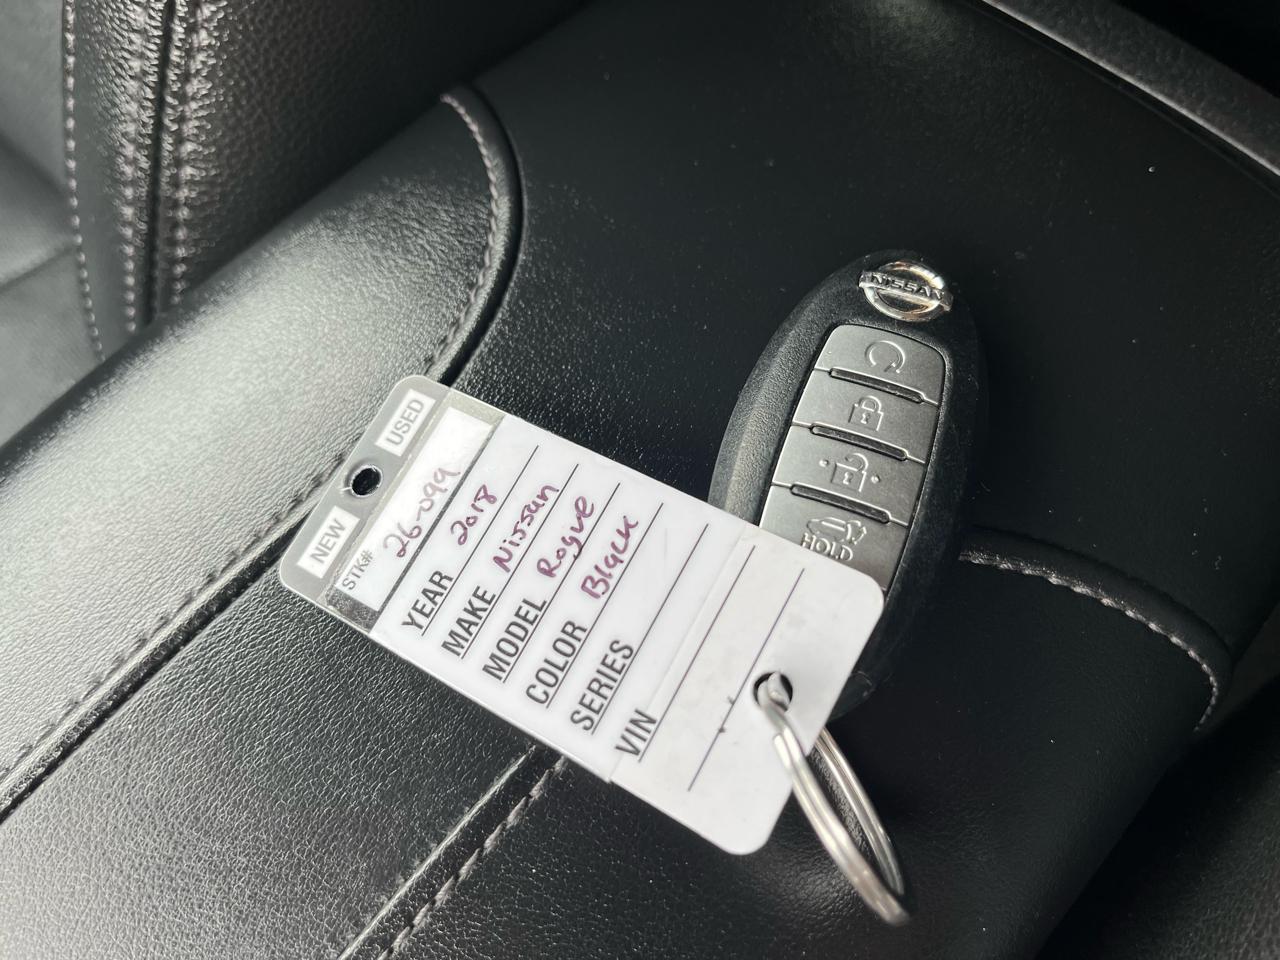 NISSAN
HOLD
NEW USED
STK# 26-099
YEAR 2018
MAKE Nissan
MODEL Rogue
COLOR Black
SERIES
VIN